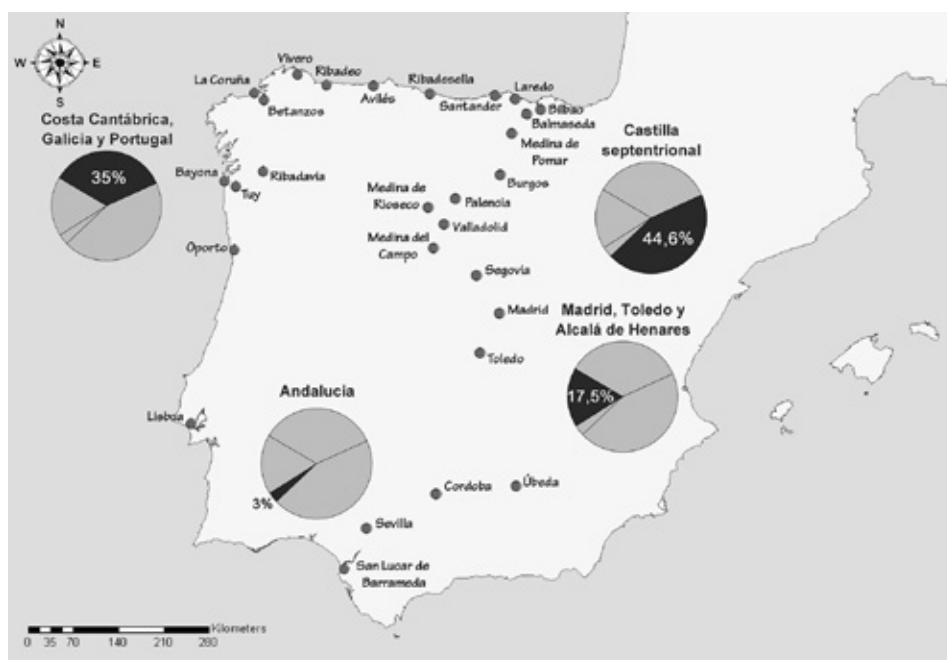 N
W
E
S
Vivero
La Coruña
Ribadeo
Avilés
Ribadesella
Santander
Laredo
Bilbao
Balmaseda
Betanzos
Medina de
Pomar
Costa Cantábrica,
Galicia y Portugal
35%
Castilla
septentrional
44,6%
Bayona
Tuy
Ribadavia
Burgos
Medina de
Rioseco
Palencia
Valladolid
Medina del
Campo
Oporto
Segovia
Madrid
Madrid, Toledo y
Alcalá de Henares
17,5%
Toledo
Andalucia
3%
Lisboa
Cordoba
Úbeda
Sevilla
San Lucar de
Barrameda
Kilometers
0 35 70 140 210 280